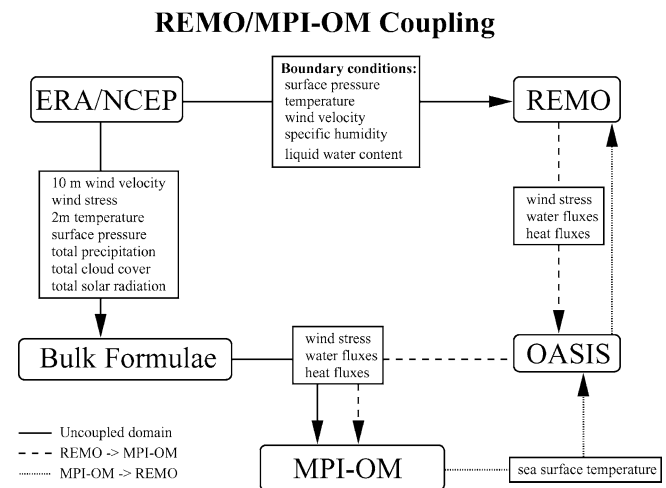 REMO/MPI-OM Coupling
ERA/NCEP
Boundary conditions:
surface pressure
temperature
wind velocity
specific humidity
liquid water content
REMO
10 m wind velocity
wind stress
2m temperature
surface pressure
total precipitation
total cloud cover
total solar radiation
wind stress
water fluxes
heat fluxes
Bulk Formulae
wind stress
water fluxes
heat fluxes
OASIS
Uncoupled domain
REMO -> MPI-OM
MPI-OM -> REMO
MPI-OM
sea surface temperature